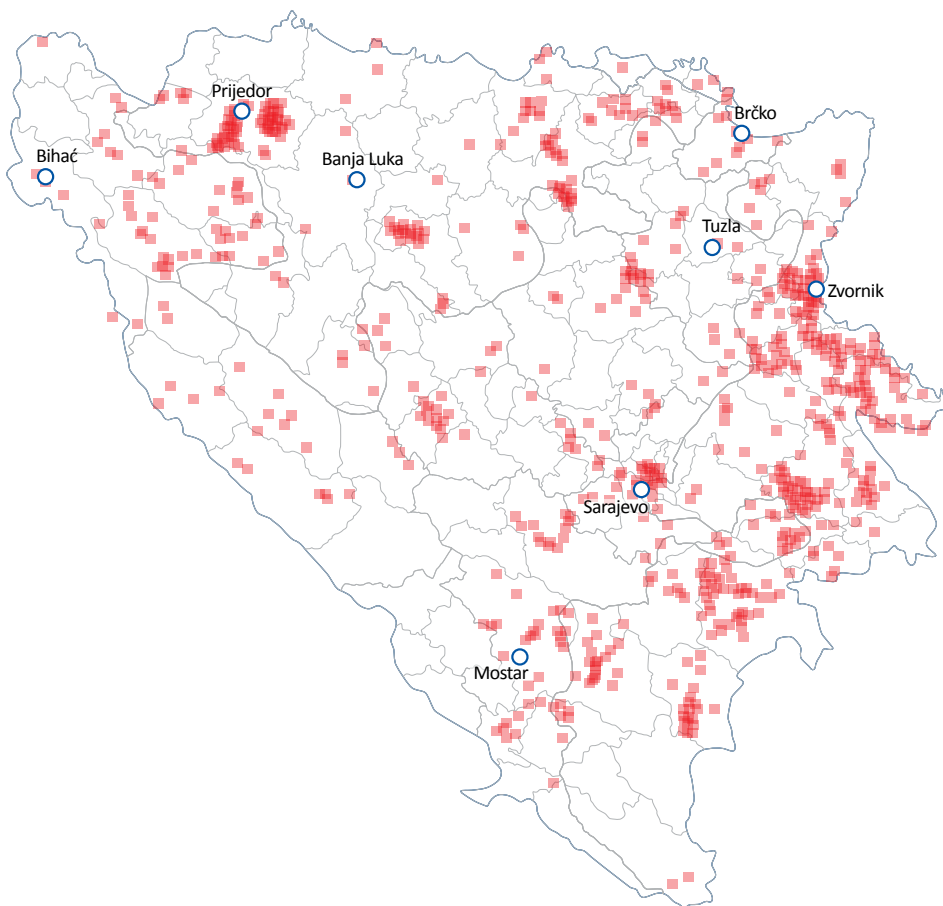 Prijedor
Brčko
Bihać
Banja Luka
Tuzla
Zvornik
Sarajevo
Mostar